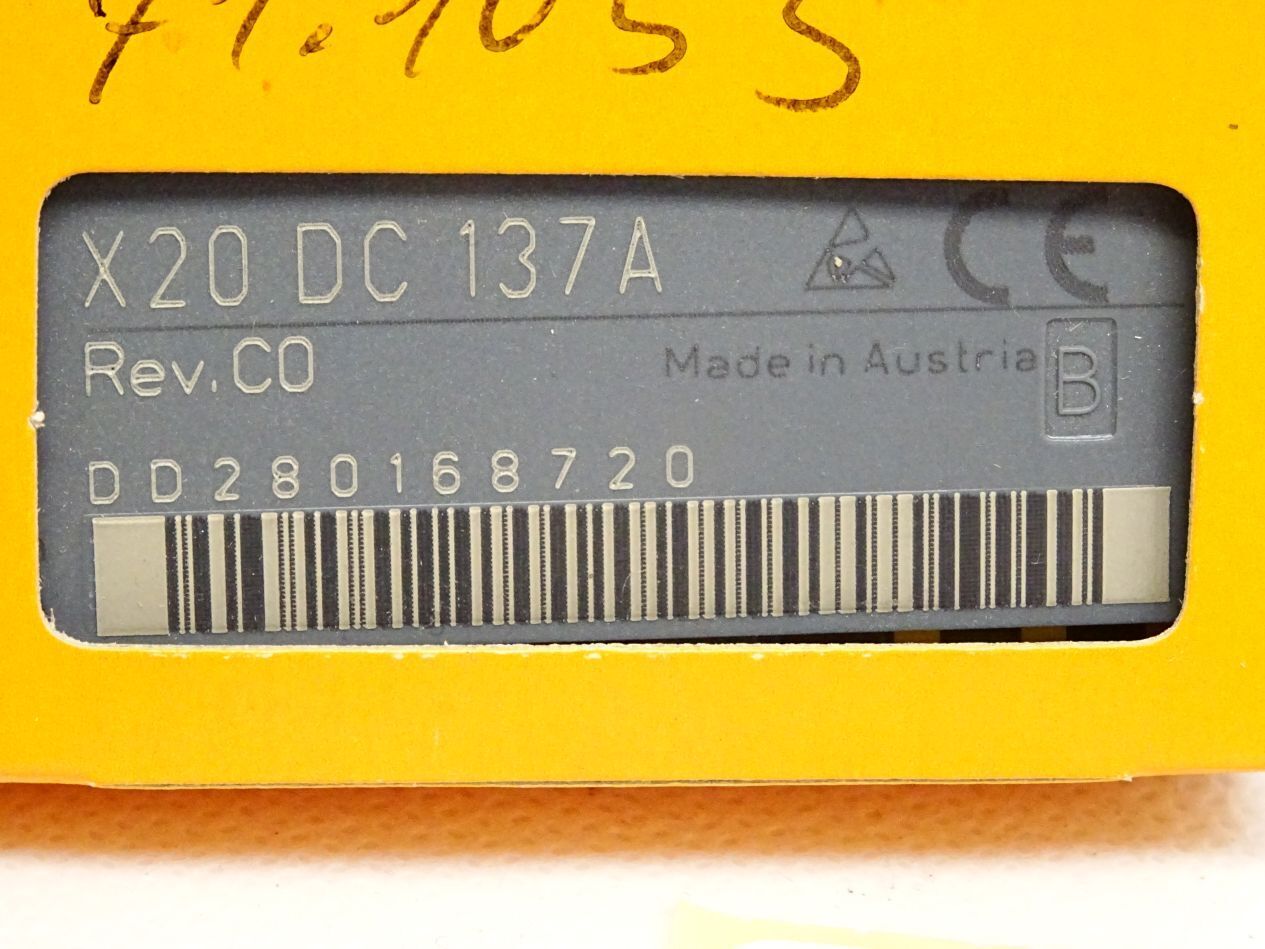 X20 DC 137A CE
Rev. C0 Made in Austria B
DD280168720